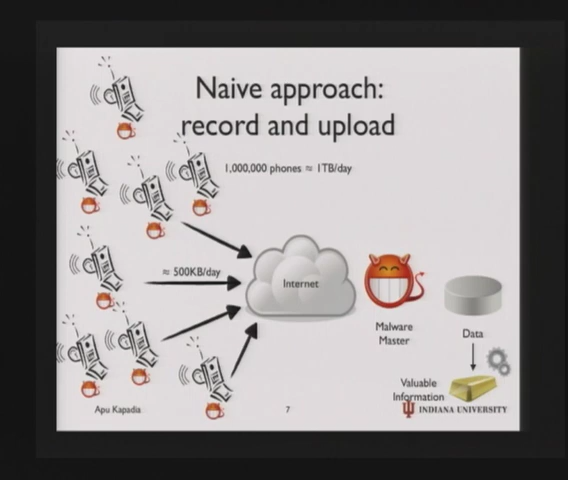 Naive approach:
record and upload
1,000,000 phones ≈ 1TB/day
≈ 500KB/day
Internet
Malware
Master
Data
Valuable
Information
Apu Kapadia
7
INDIANA UNIVERSITY